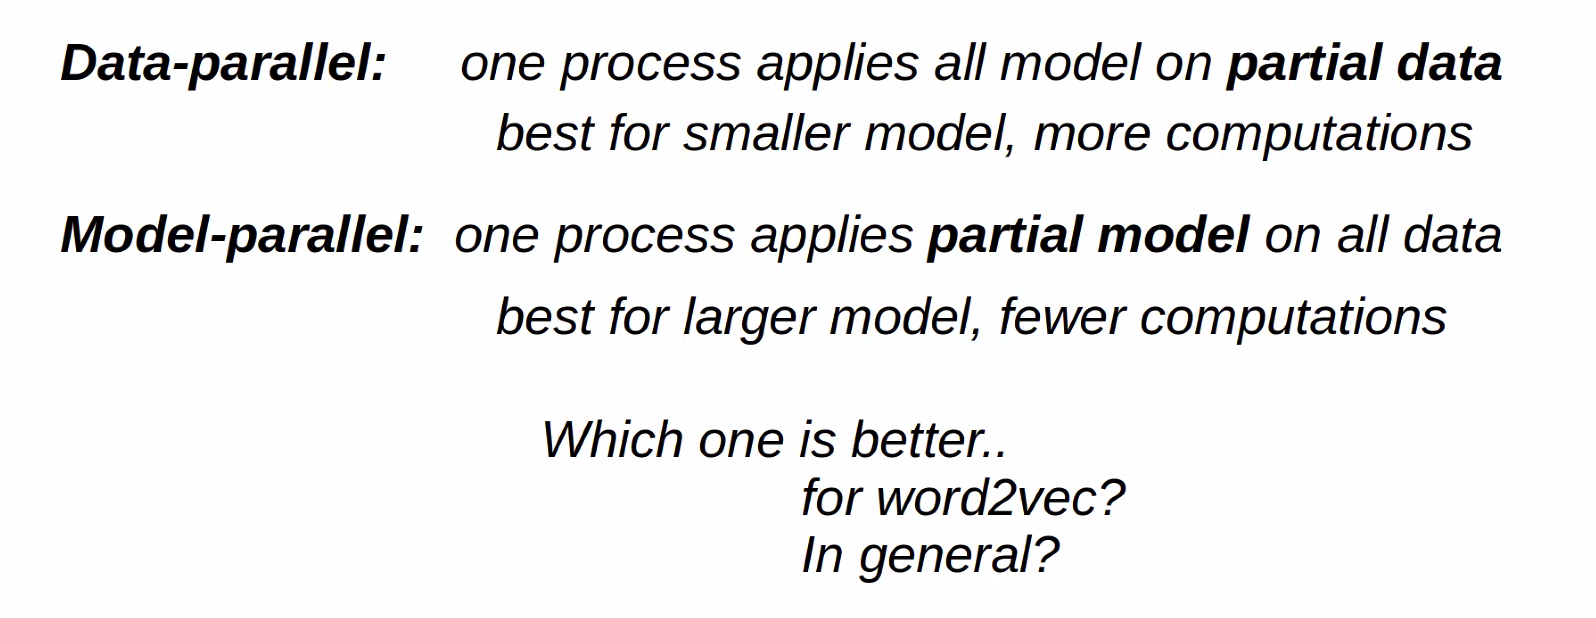 Data-parallel: one process applies all model on partial data
best for smaller model, more computations
Model-parallel: one process applies partial model on all data
best for larger model, fewer computations
Which one is better..
for word2vec?
In general?